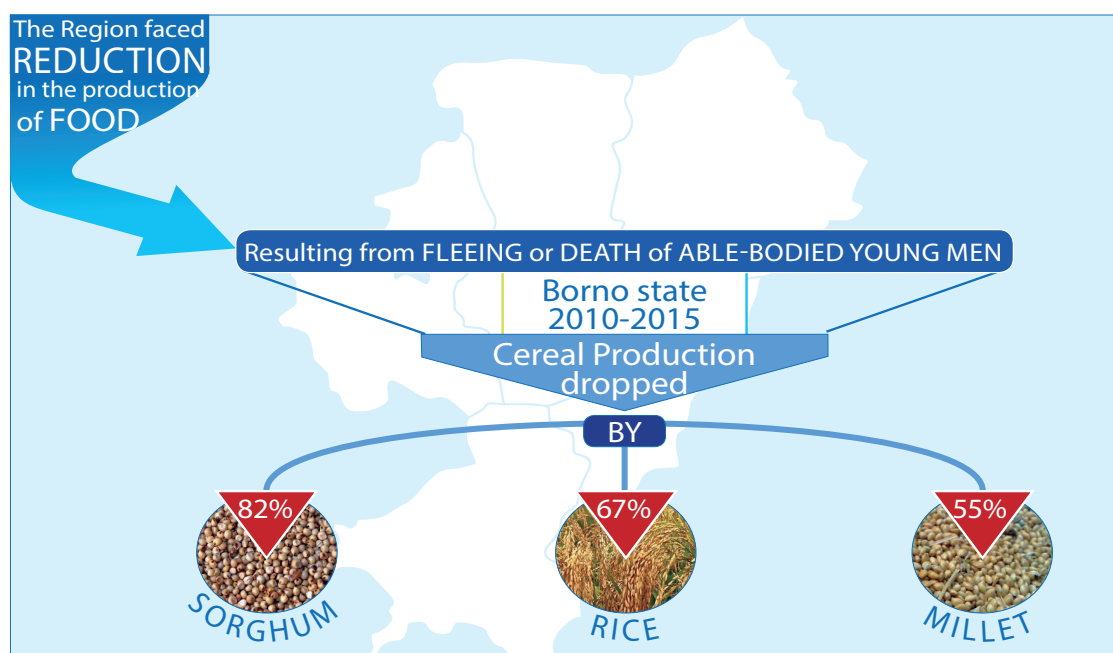 The Region faced
REDUCTION
in the production
of FOOD
Resulting from FLEEING or DEATH of ABLE-BODIED YOUNG MEN
Borno state
2010-2015
Cereal Production
dropped
BY
82%
67%
55%
SORGHUM
RICE
MILLET